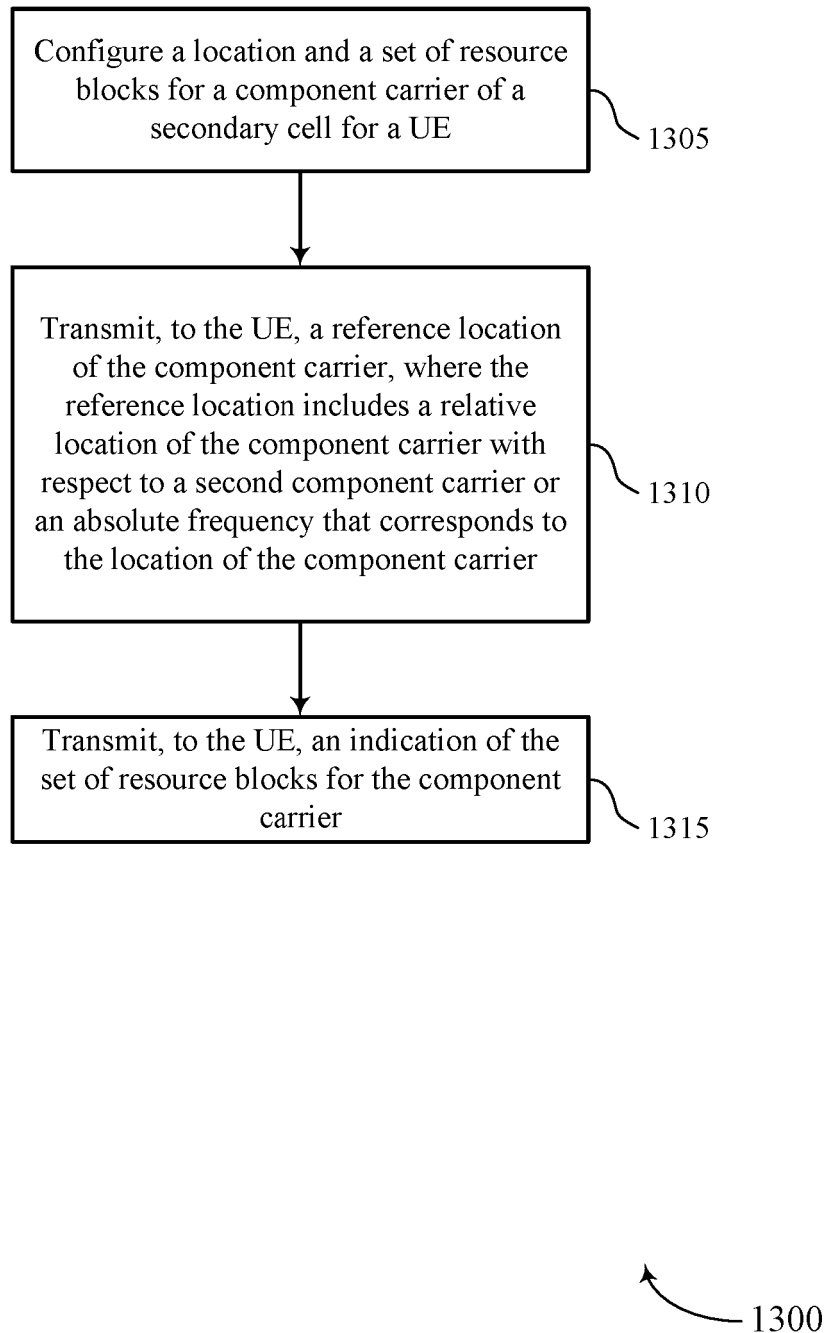 Configure a location and a set of resource
blocks for a component carrier of a
secondary cell for a UE
1305
Transmit, to the UE, a reference location
of the component carrier, where the
reference location includes a relative
location of the component carrier with
respect to a second component carrier or
an absolute frequency that corresponds to
the location of the component carrier
1310
Transmit, to the UE, an indication of the
set of resource blocks for the component
carrier
1315
1300